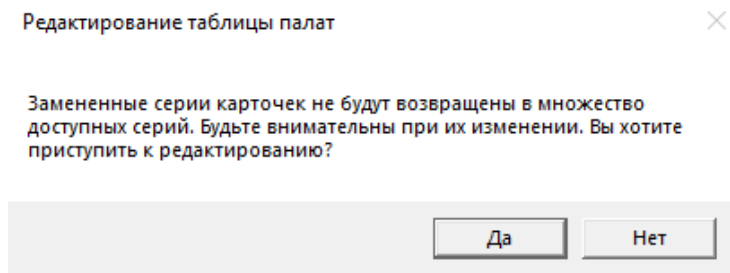 Редактирование таблицы палат
Замененные серии карточек не будут возвращены в множество
доступных серий. Будьте внимательны при их изменении. Вы хотите
приступить к редактированию?
Да
Нет